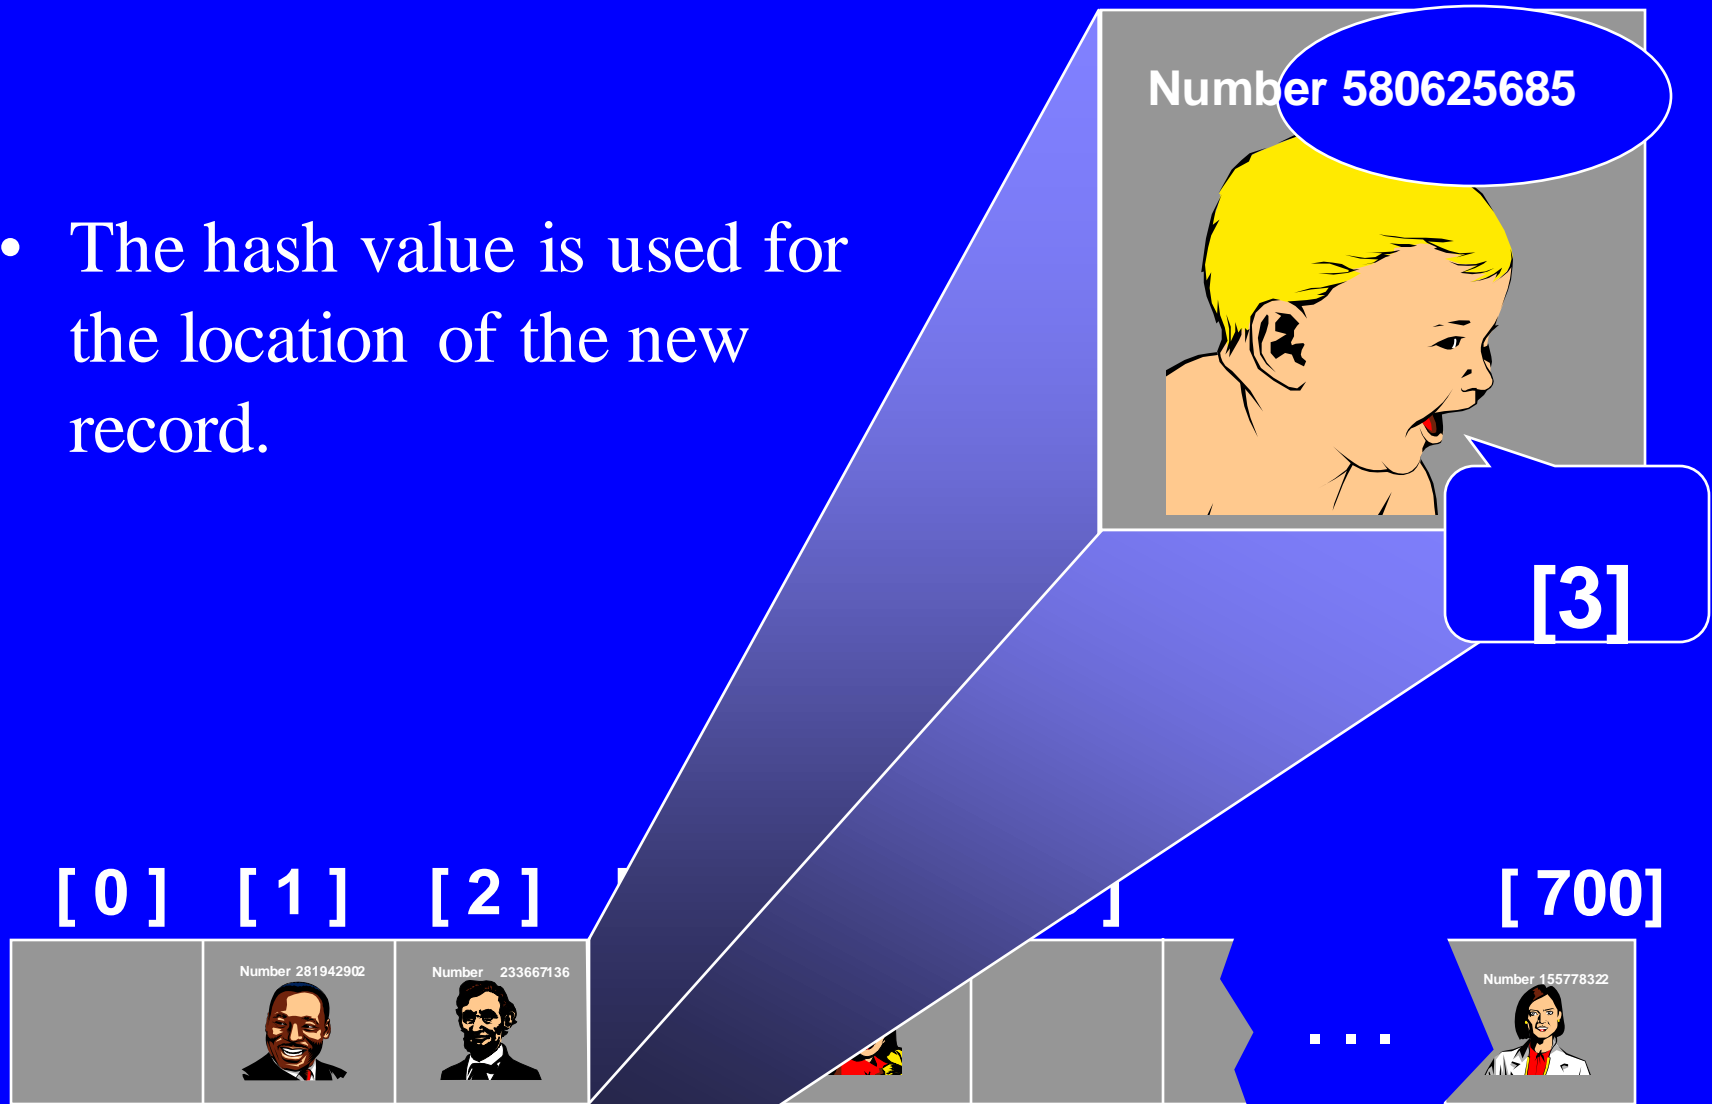 Number 580625685
• The hash value is used for
the location of the new
record.
[3]
[ 0 ] [ 1 ] [ 2 ] [ 700]
Number 281942902 Number 233667136 Number 155778322
. . .